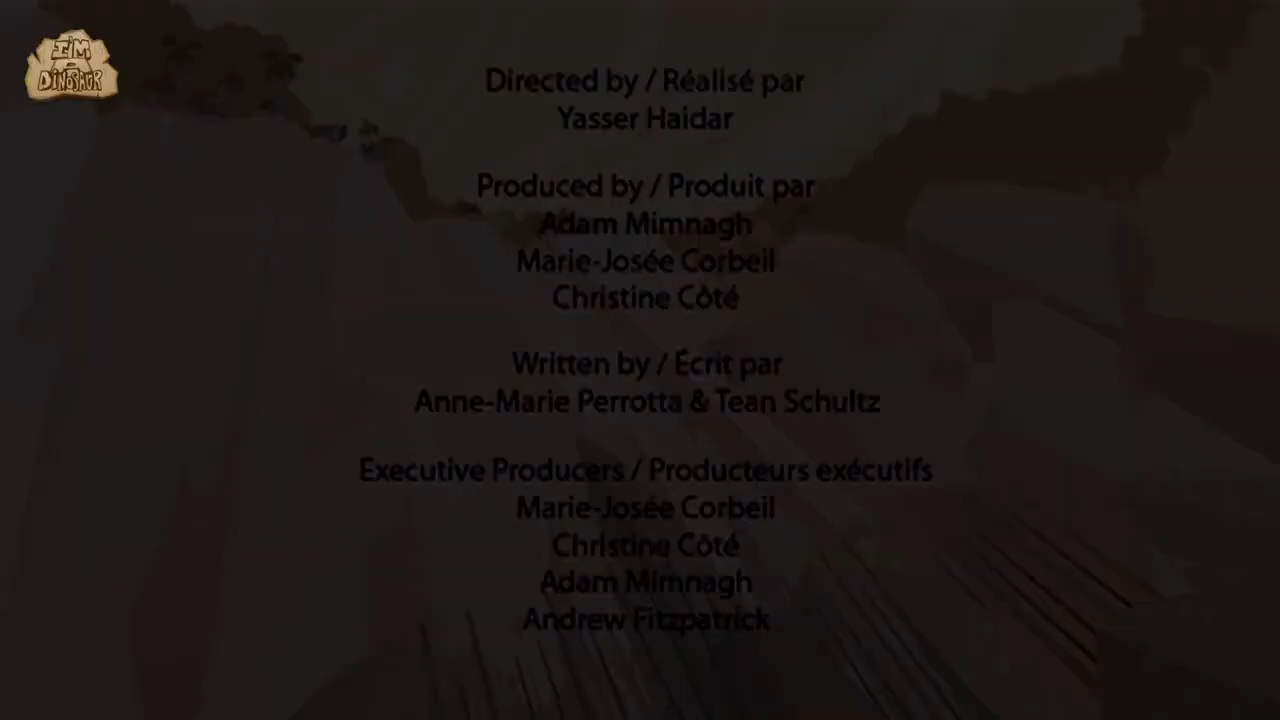 I'M
A
DINOSAUR
Directed by / Réalisé par
Yasser Haidar
Produced by / Produit par
Adam Mimnagh
Marie-Josée Corbeil
Christine Côté
Written by / Écrit par
Anne-Marie Perrotta & Tean Schultz
Executive Producers / Producteurs exécutifs
Marie-Josée Corbeil
Christine Côté
Adam Mimnagh
Andrew Fitzpatrick